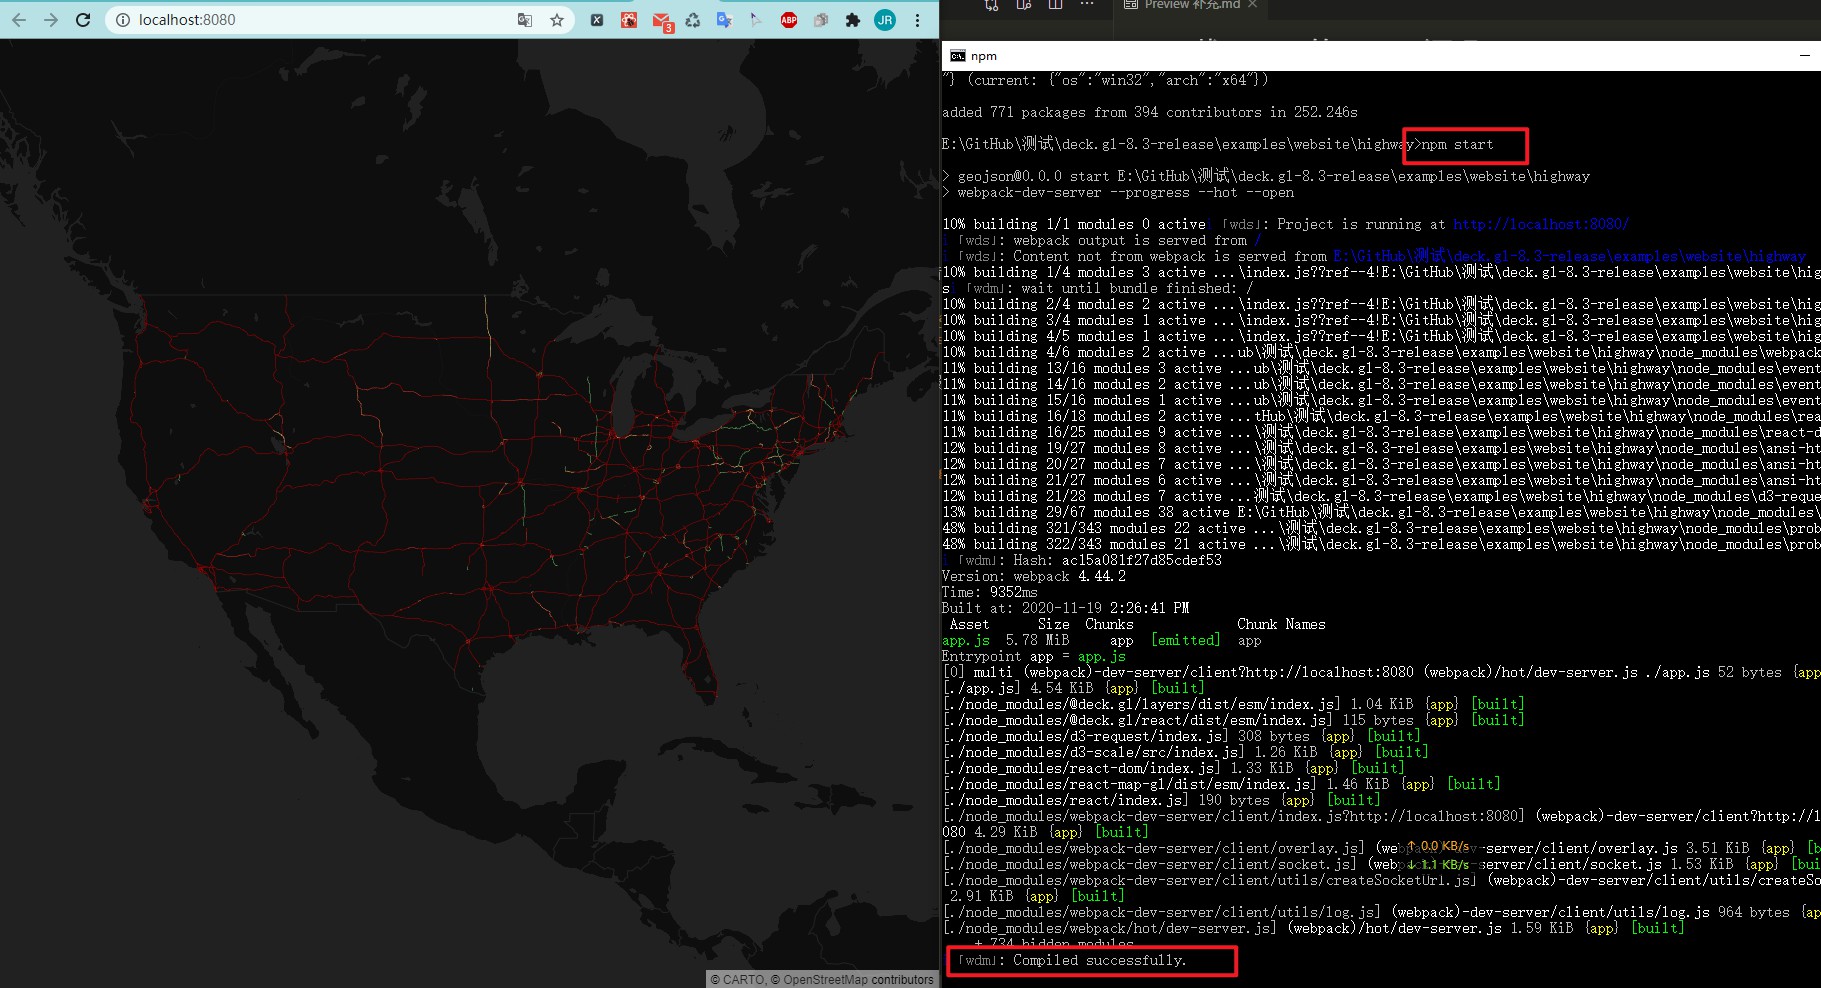 localhost:8080
3
ABP
JR
© CARTO, © OpenStreetMap contributors
Preview 补充.md
npm
"} (current: {"os":"win32","arch":"x64"})
added 771 packages from 394 contributors in 252.246s
E:\GitHub\测试\deck.gl-8.3-release\examples\website\highway>npm start
> geojson@0.0.0 start E:\GitHub\测试\deck.gl-8.3-release\examples\website\highway
> webpack-dev-server --progress --hot --open
10% building 1/1 modules 0 activei ｢wds｣: Project is running at http://localhost:8080/
i ｢wds｣: webpack output is served from /
i ｢wds｣: Content not from webpack is served from E:\GitHub\测试\deck.gl-8.3-release\examples\website\highway
10% building 1/4 modules 3 active ...\index.js??ref--4!E:\GitHub\测试\deck.gl-8.3-release\examples\website\hig
si ｢wdm｣: wait until bundle finished: /
10% building 2/4 modules 2 active ...\index.js??ref--4!E:\GitHub\测试\deck.gl-8.3-release\examples\website\hig
10% building 3/4 modules 1 active ...\index.js??ref--4!E:\GitHub\测试\deck.gl-8.3-release\examples\website\hig
10% building 4/5 modules 1 active ...\index.js??ref--4!E:\GitHub\测试\deck.gl-8.3-release\examples\website\hig
10% building 4/6 modules 2 active ...ub\测试\deck.gl-8.3-release\examples\website\highway\node_modules\webpack
11% building 13/16 modules 3 active ...ub\测试\deck.gl-8.3-release\examples\website\highway\node_modules\event
11% building 14/16 modules 2 active ...ub\测试\deck.gl-8.3-release\examples\website\highway\node_modules\event
11% building 15/16 modules 1 active ...ub\测试\deck.gl-8.3-release\examples\website\highway\node_modules\event
11% building 16/18 modules 2 active ...tHub\测试\deck.gl-8.3-release\examples\website\highway\node_modules\rea
11% building 16/25 modules 9 active ...\测试\deck.gl-8.3-release\examples\website\highway\node_modules\react-d
12% building 19/27 modules 8 active ...\测试\deck.gl-8.3-release\examples\website\highway\node_modules\ansi-ht
12% building 20/27 modules 7 active ...\测试\deck.gl-8.3-release\examples\website\highway\node_modules\ansi-ht
12% building 21/27 modules 6 active ...\测试\deck.gl-8.3-release\examples\website\highway\node_modules\ansi-ht
12% building 21/28 modules 7 active ...测试\deck.gl-8.3-release\examples\website\highway\node_modules\d3-reque
13% building 29/67 modules 38 active E:\GitHub\测试\deck.gl-8.3-release\examples\website\highway\node_modules\
48% building 321/343 modules 22 active ...\测试\deck.gl-8.3-release\examples\website\highway\node_modules\prob
48% building 322/343 modules 21 active ...\测试\deck.gl-8.3-release\examples\website\highway\node_modules\prob
i ｢wdm｣: Hash: ac15a081f27d85cdef53
Version: webpack 4.44.2
Time: 9352ms
Built at: 2020-11-19 2:26:41 PM
Asset Size Chunks Chunk Names
app.js 5.78 MiB app [emitted] app
Entrypoint app = app.js
[0] multi (webpack)-dev-server/client?http://localhost:8080 (webpack)/hot/dev-server.js ./app.js 52 bytes {app
[./app.js] 4.54 KiB {app} [built]
[./node_modules/@deck.gl/layers/dist/esm/index.js] 1.04 KiB {app} [built]
[./node_modules/@deck.gl/react/dist/esm/index.js] 115 bytes {app} [built]
[./node_modules/d3-request/index.js] 308 bytes {app} [built]
[./node_modules/d3-scale/src/index.js] 1.26 KiB {app} [built]
[./node_modules/react-dom/index.js] 1.33 KiB {app} [built]
[./node_modules/react-map-gl/dist/esm/index.js] 1.46 KiB {app} [built]
[./node_modules/react/index.js] 190 bytes {app} [built]
[./node_modules/webpack-dev-server/client/index.js?http://localhost:8080] (webpack)-dev-server/client?http://l
080 4.29 KiB {app} [built]
[./node_modules/webpack-dev-server/client/overlay.js] (webpack)-dev-server/client/overlay.js 3.51 KiB {app} [b
↑ 0.0 KB/s
[./node_modules/webpack-dev-server/client/socket.js] (webpack)-dev-server/client/socket.js 1.53 KiB {app} [bui
↓ 1.1 KB/s
[./node_modules/webpack-dev-server/client/utils/createSocketUrl.js] (webpack)-dev-server/client/utils/createSo
2.91 KiB {app} [built]
[./node_modules/webpack-dev-server/client/utils/log.js] (webpack)-dev-server/client/utils/log.js 964 bytes {ap
[./node_modules/webpack/hot/dev-server.js] (webpack)/hot/dev-server.js 1.59 KiB {app} [built]
+ 734 hidden modules
｢wdm｣: Compiled successfully.